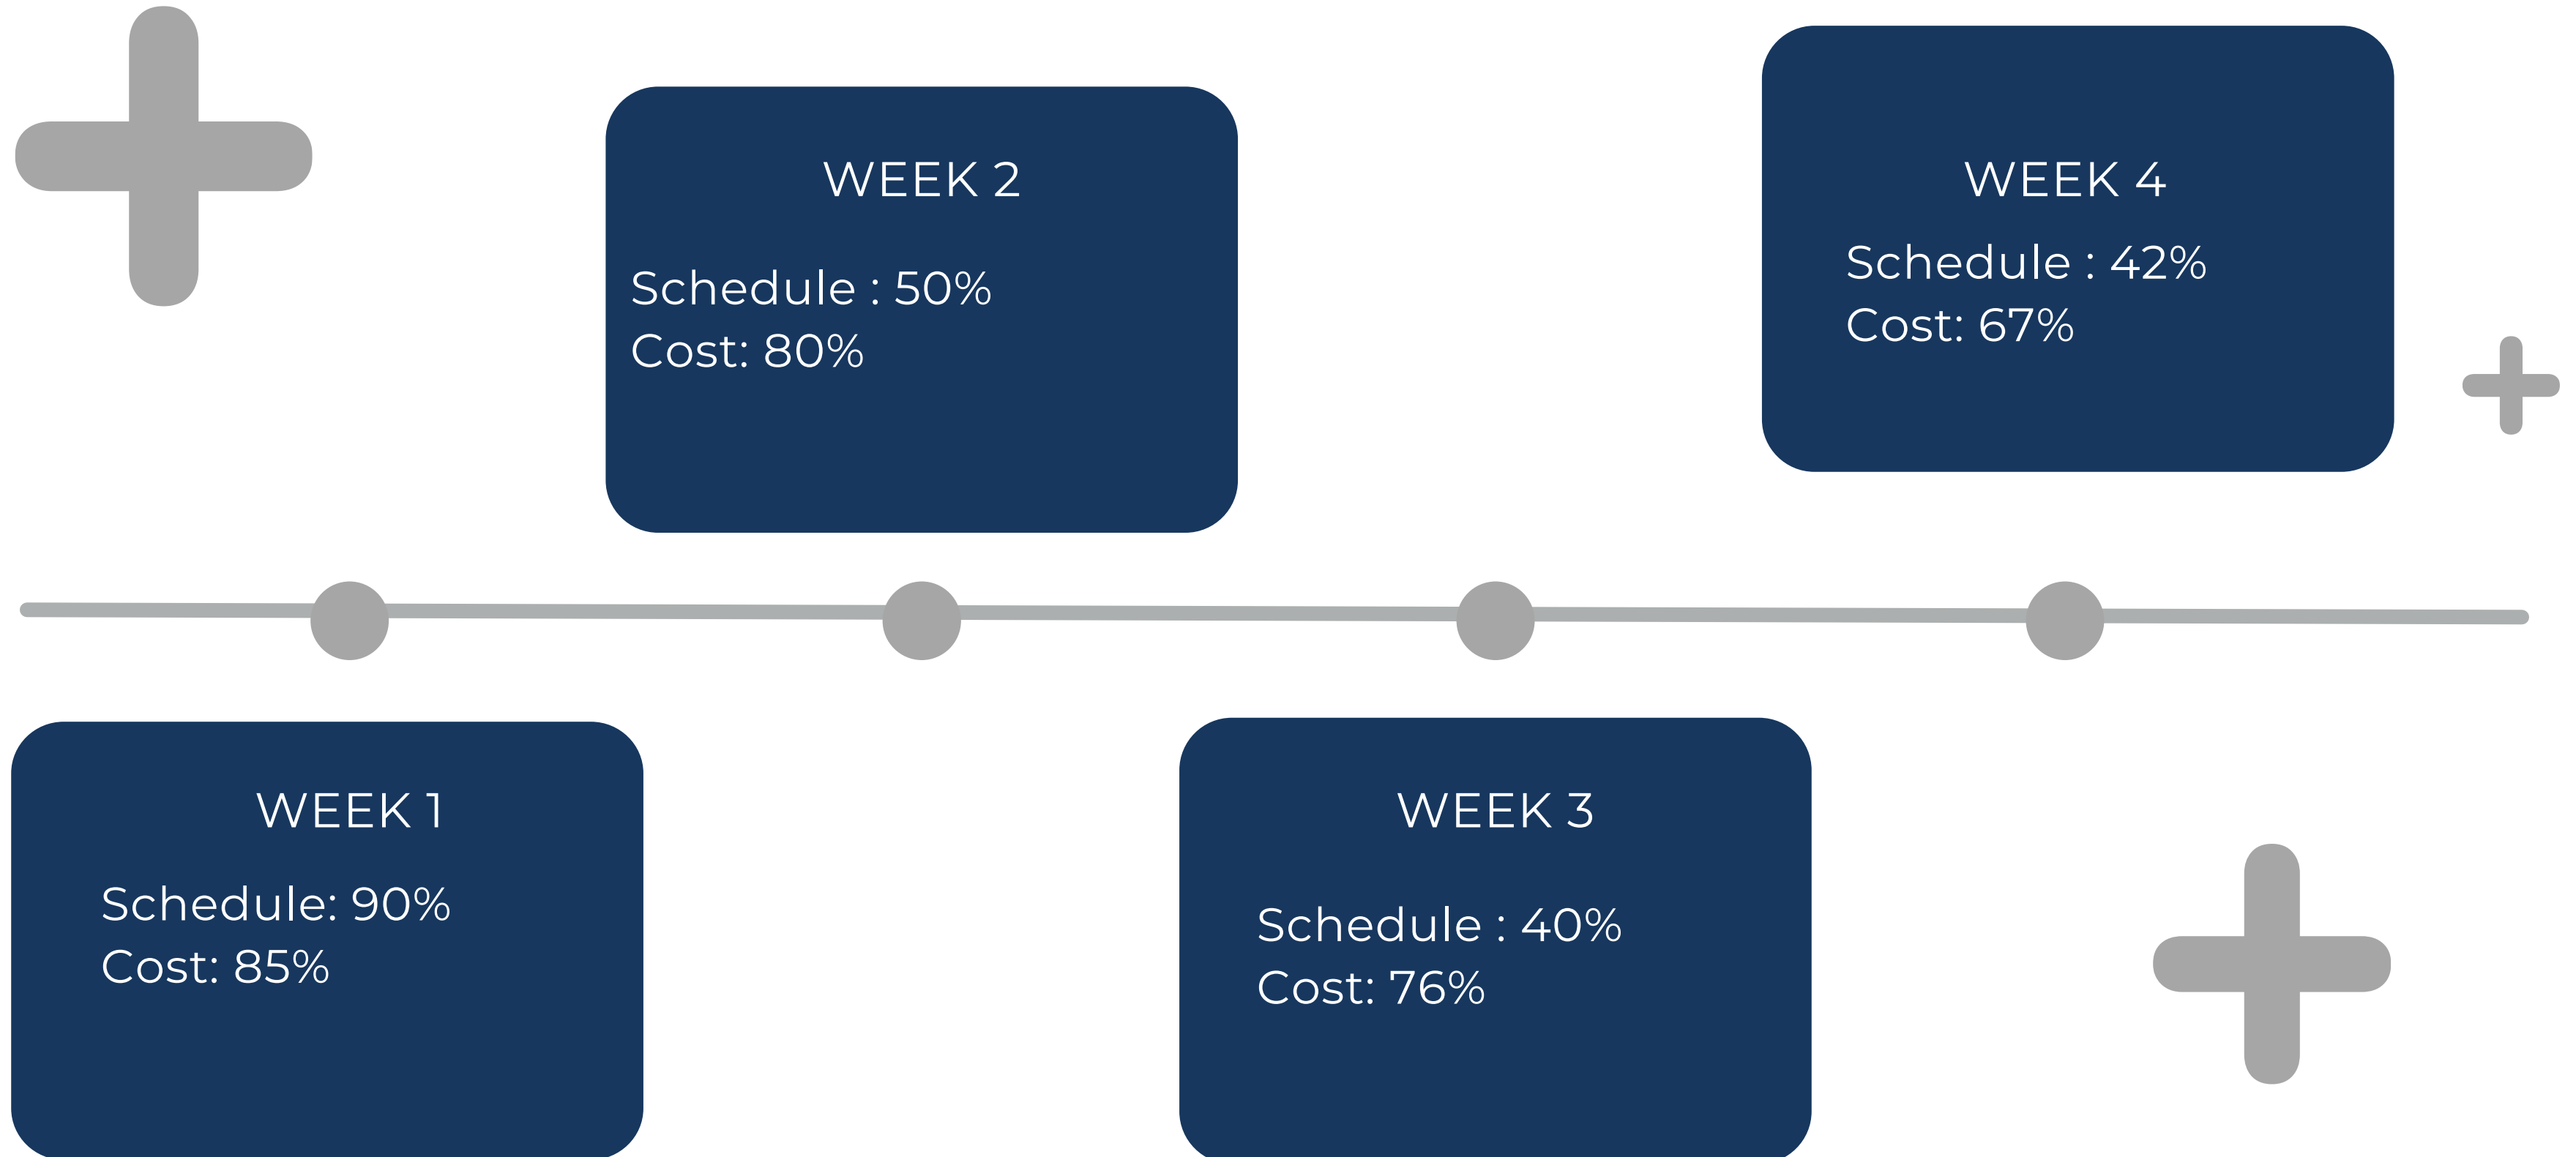 WEEK 1
Schedule: 90%
Cost: 85%
WEEK 2
Schedule : 50%
Cost: 80%
WEEK 3
Schedule : 40%
Cost: 76%
WEEK 4
Schedule : 42%
Cost: 67%